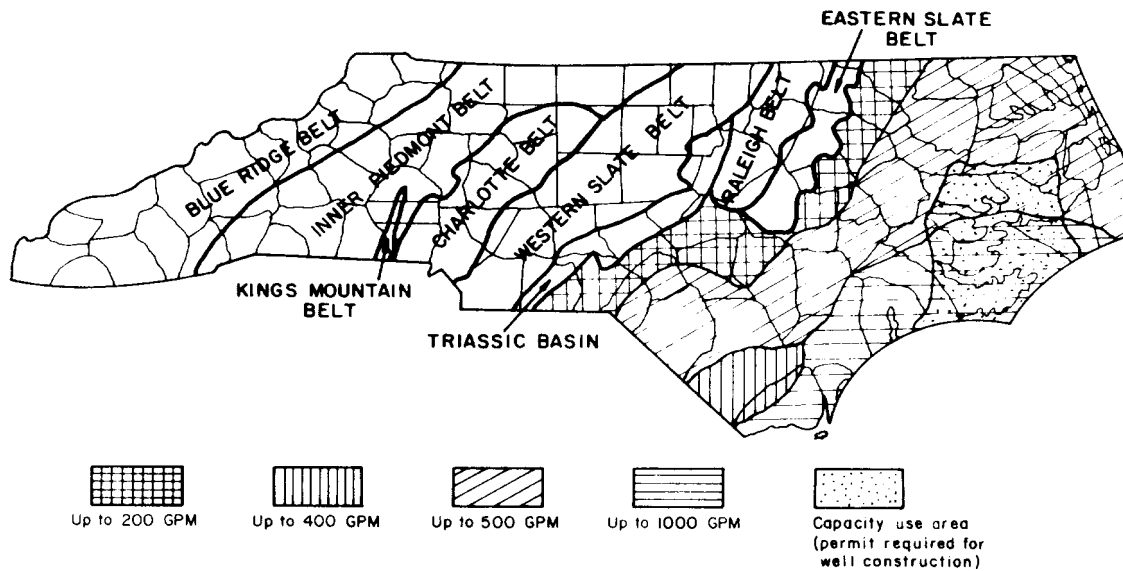 EASTERN SLATE
BELT
BLUE RIDGE BELT
INNER PIEDMONT BELT
CHARLOTTE BELT
WESTERN SLATE BELT
RALEIGH BELT
KINGS MOUNTAIN
BELT
TRIASSIC BASIN
Up to 200 GPM
Up to 400 GPM
Up to 500 GPM
Up to 1000 GPM
Capacity use area
(permit required for
well construction)